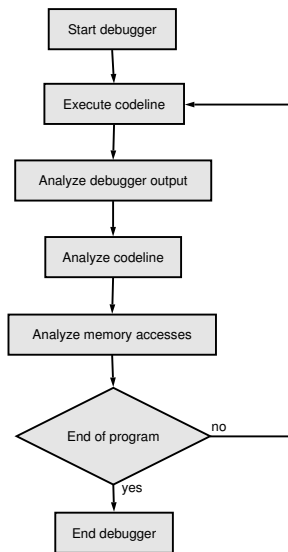 Start debugger
Execute codeline
Analyze debugger output
Analyze codeline
Analyze memory accesses
End of program
no
yes
End debugger